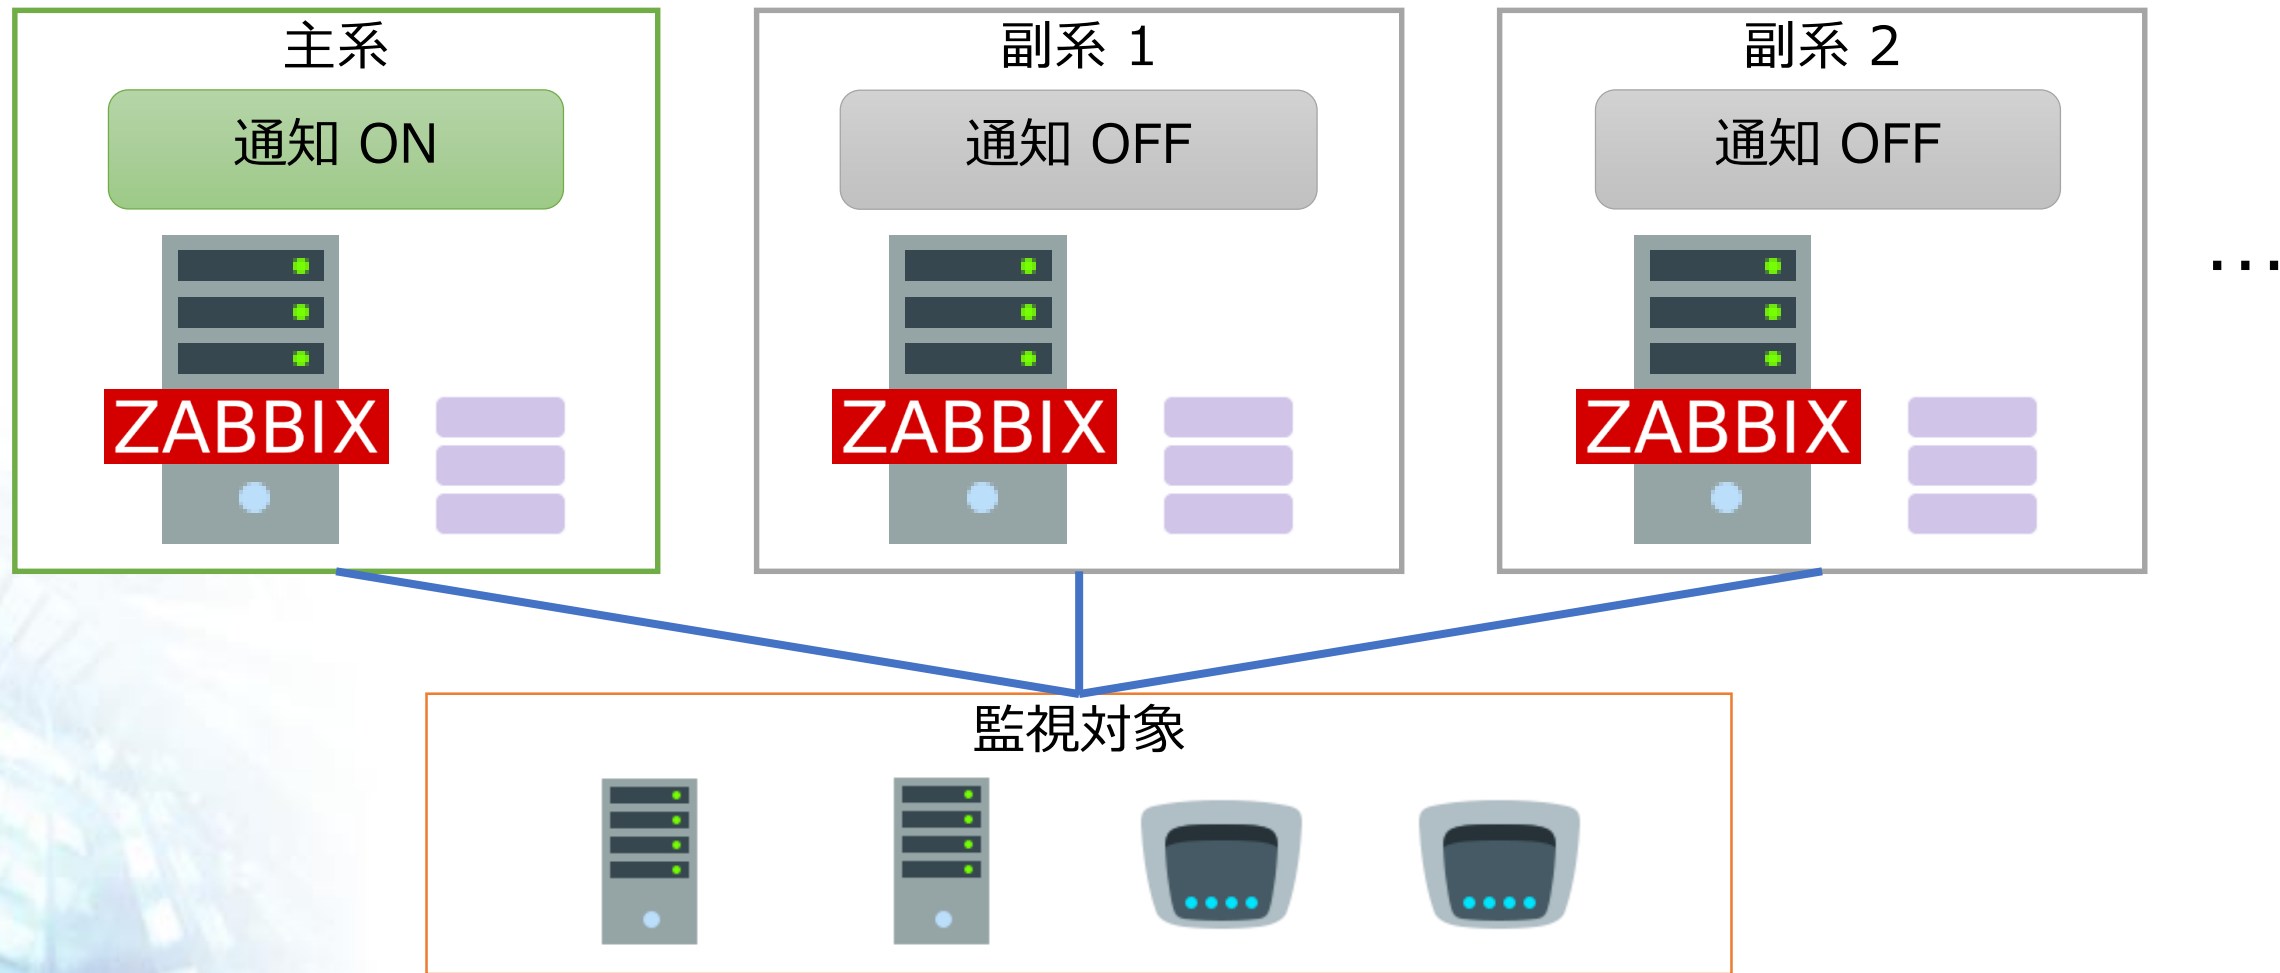 主系
通知 ON
ZABBIX
副系 1
通知 OFF
ZABBIX
副系 2
通知 OFF
ZABBIX
…
監視対象